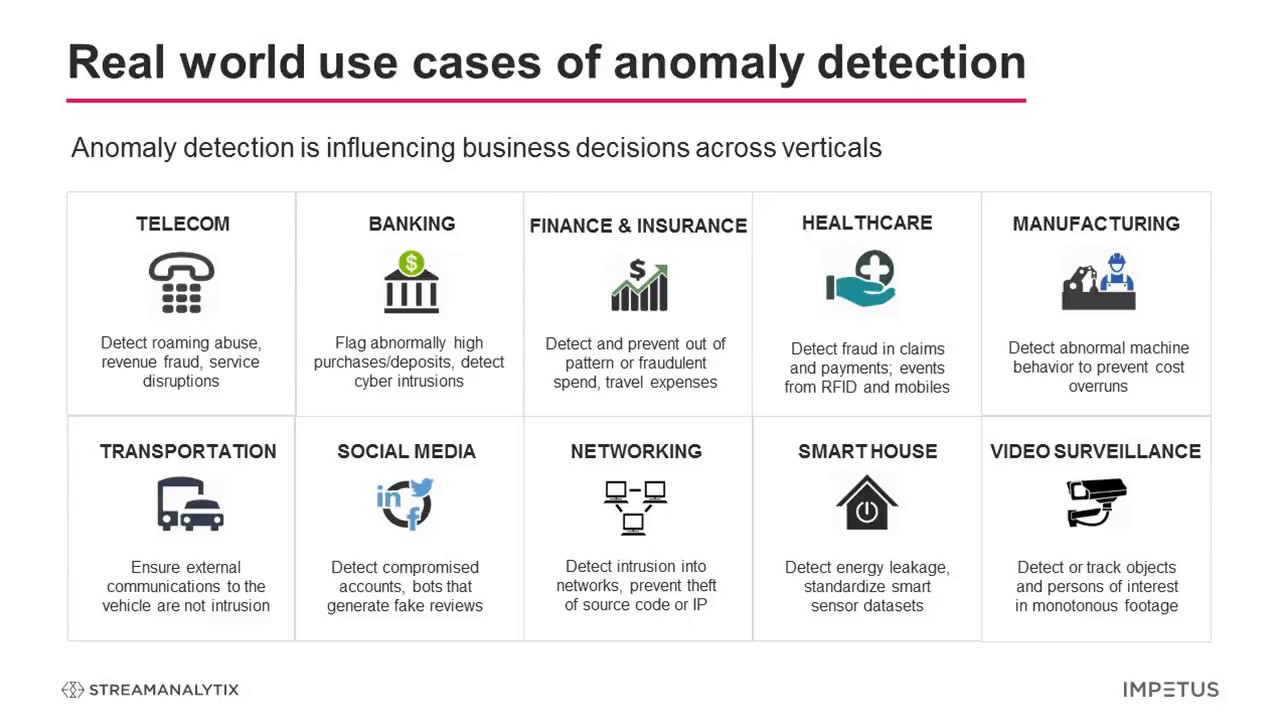 Real world use cases of anomaly detection
Anomaly detection is influencing business decisions across verticals
TELECOM
Detect roaming abuse,
revenue fraud, service
disruptions
BANKING
$
Flag abnormally high
purchases/deposits, detect
cyber intrusions
FINANCE & INSURANCE
$
Detect and prevent out of
pattern or fraudulent
spend, travel expenses
HEALTHCARE
Detect fraud in claims
and payments; events
from RFID and mobiles
MANUFACTURING
Detect abnormal machine
behavior to prevent cost
overruns
TRANSPORTATION
Ensure external
communications to the
vehicle are not intrusion
SOCIAL MEDIA
in
f
Detect compromised
accounts, bots that
generate fake reviews
NETWORKING
Detect intrusion into
networks, prevent theft
of source code or IP
SMART HOUSE
Detect energy leakage,
standardize smart
sensor datasets
VIDEO SURVEILLANCE
Detect or track objects
and persons of interest
in monotonous footage
STREAMANALYTIX
IMPETUS